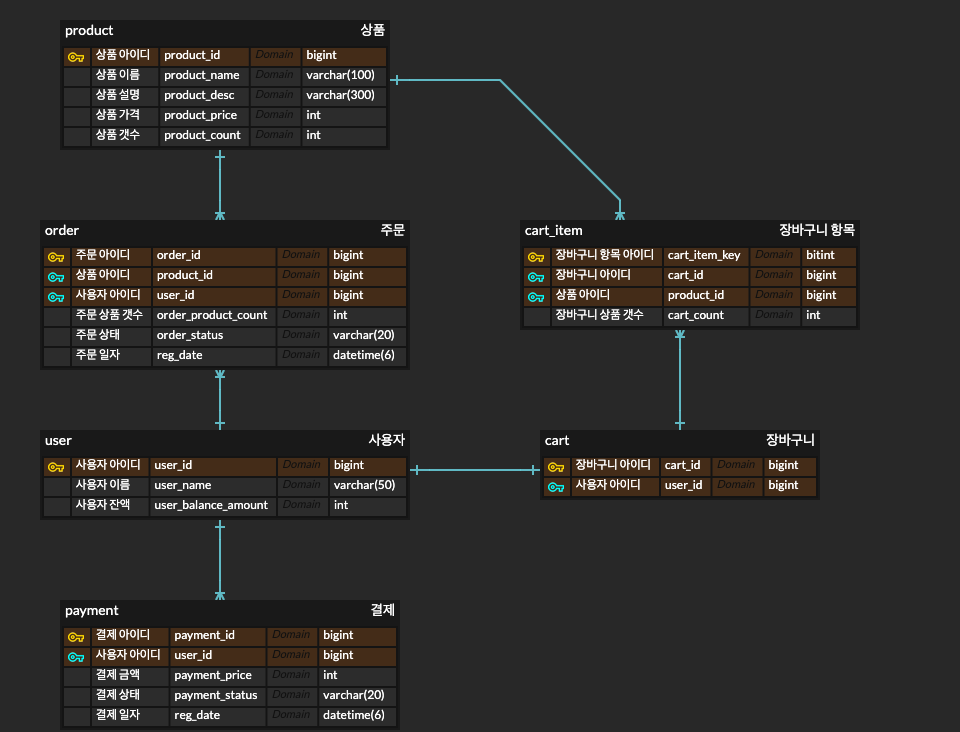 product 상품
상품 아이디 product_id Domain bigint
상품 이름 product_name Domain varchar(100)
상품 설명 product_desc Domain varchar(300)
상품 가격 product_price Domain int
상품 갯수 product_count Domain int
order 주문
주문 아이디 order_id Domain bigint
상품 아이디 product_id Domain bigint
사용자 아이디 user_id Domain bigint
주문 상품 갯수 order_product_count Domain int
주문 상태 order_status Domain varchar(20)
주문 일자 reg_date Domain datetime(6)
cart_item 장바구니 항목
장바구니 항목 아이디 cart_item_key Domain bitint
장바구니 아이디 cart_id Domain bigint
상품 아이디 product_id Domain bigint
장바구니 상품 갯수 cart_count Domain int
user 사용자
사용자 아이디 user_id Domain bigint
사용자 이름 user_name Domain varchar(50)
사용자 잔액 user_balance_amount Domain int
cart 장바구니
장바구니 아이디 cart_id Domain bigint
사용자 아이디 user_id Domain bigint
payment 결제
결제 아이디 payment_id Domain bigint
사용자 아이디 user_id Domain bigint
결제 금액 payment_price Domain int
결제 상태 payment_status Domain varchar(20)
결제 일자 reg_date Domain datetime(6)